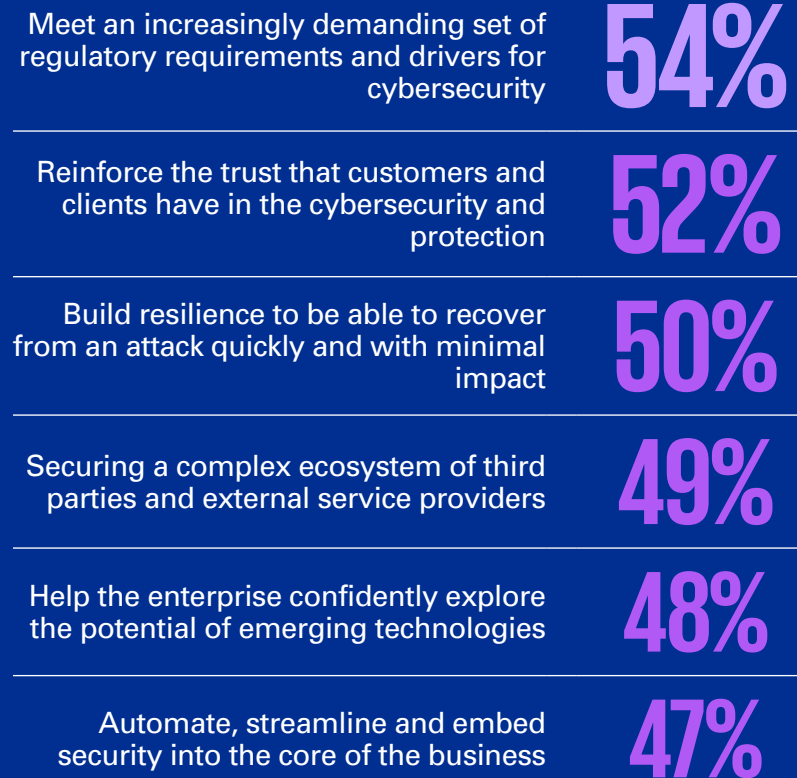 Meet an increasingly demanding set of
regulatory requirements and drivers for
cybersecurity
54%
Reinforce the trust that customers and
clients have in the cybersecurity and
protection
52%
Build resilience to be able to recover
from an attack quickly and with minimal
impact
50%
Securing a complex ecosystem of third
parties and external service providers
49%
Help the enterprise confidently explore
the potential of emerging technologies
48%
Automate, streamline and embed
security into the core of the business
47%